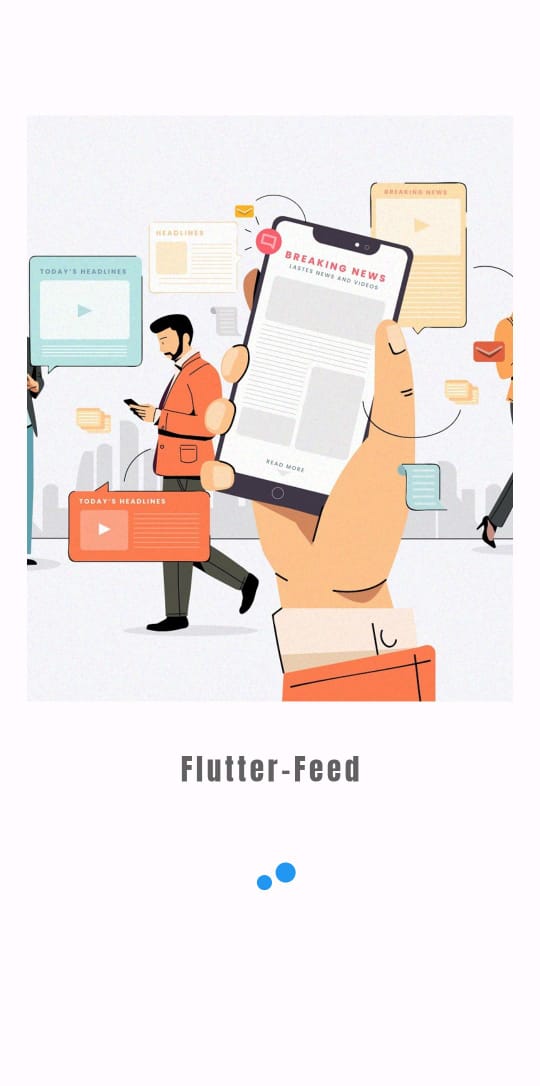 BREAKING NEWS
HEADLINES
TODAY'S HEADLINES
BREAKING NEWS
LASTES NEWS AND VIDEOS
READ MORE
TODAY'S HEADLINES
Flutter-Feed